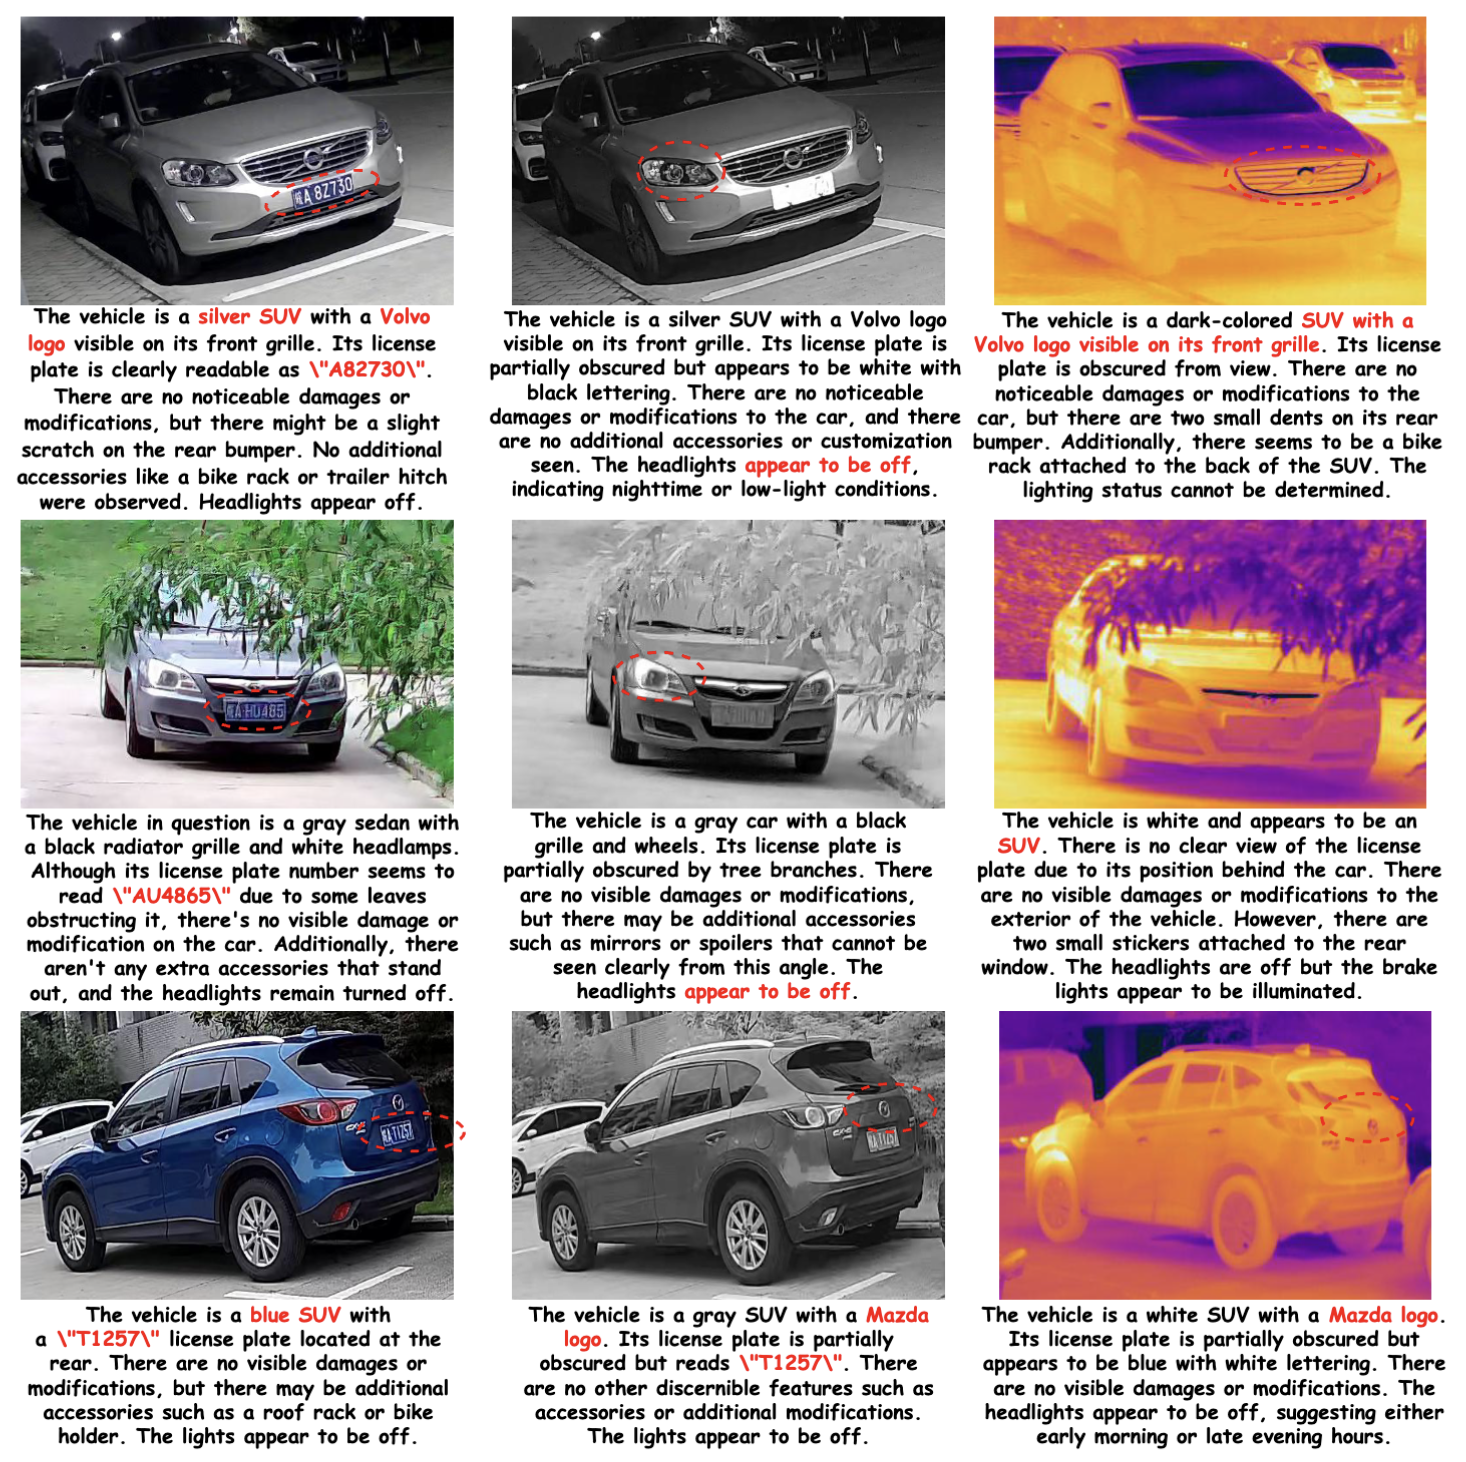 皖A 8Z730
The vehicle is a silver SUV with a Volvo
logo visible on its front grille. Its license
plate is clearly readable as \"A82730\".
There are no noticeable damages or
modifications, but there might be a slight
scratch on the rear bumper. No additional
accessories like a bike rack or trailer hitch
were observed. Headlights appear off.
The vehicle is a silver SUV with a Volvo logo
visible on its front grille. Its license plate is
partially obscured but appears to be white with
black lettering. There are no noticeable
damages or modifications to the car, and there
are no additional accessories or customization
seen. The headlights appear to be off,
indicating nighttime or low-light conditions.
The vehicle is a dark-colored SUV with a
Volvo logo visible on its front grille. Its license
plate is obscured from view. There are no
noticeable damages or modifications to the
car, but there are two small dents on its rear
bumper. Additionally, there seems to be a bike
rack attached to the back of the SUV. The
lighting status cannot be determined.
皖A HU485
The vehicle in question is a gray sedan with
a black radiator grille and white headlamps.
Although its license plate number seems to
read \"AU4865\" due to some leaves
obstructing it, there's no visible damage or
modification on the car. Additionally, there
aren't any extra accessories that stand
out, and the headlights remain turned off.
The vehicle is a gray car with a black
grille and wheels. Its license plate is
partially obscured by tree branches. There
are no visible damages or modifications,
but there may be additional accessories
such as mirrors or spoilers that cannot be
seen clearly from this angle. The
headlights appear to be off.
The vehicle is white and appears to be an
SUV. There is no clear view of the license
plate due to its position behind the car. There
are no visible damages or modifications to the
exterior of the vehicle. However, there are
two small stickers attached to the rear
window. The headlights are off but the brake
lights appear to be illuminated.
皖A T1257
The vehicle is a blue SUV with
a \"T1257\" license plate located at the
rear. There are no visible damages or
modifications, but there may be additional
accessories such as a roof rack or bike
holder. The lights appear to be off.
皖A T1257
The vehicle is a gray SUV with a Mazda
logo. Its license plate is partially
obscured but reads \"T1257\". There
are no other discernible features such as
accessories or additional modifications.
The lights appear to be off.
The vehicle is a white SUV with a Mazda logo.
Its license plate is partially obscured but
appears to be blue with white lettering. There
are no visible damages or modifications. The
headlights appear to be off, suggesting either
early morning or late evening hours.